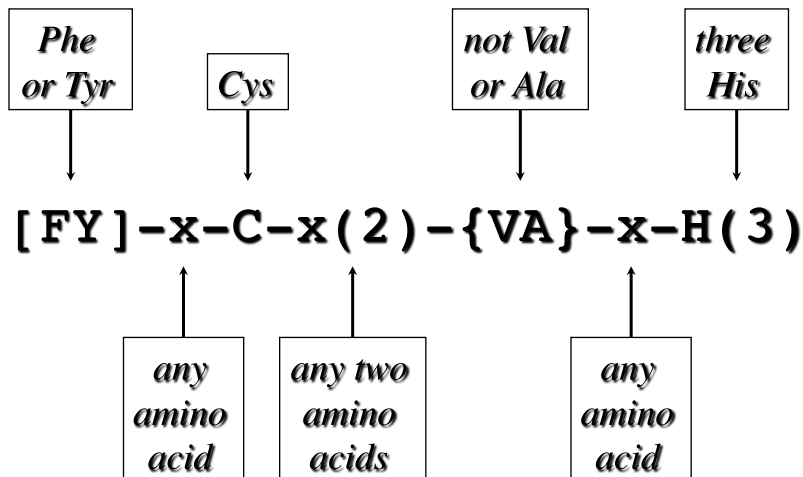 Phe
or Tyr
Cys
not Val
or Ala
three
His
[FY]–x–C–x(2)–{VA}–x–H(3)
any
amino
acid
any two
amino
acids
any
amino
acid